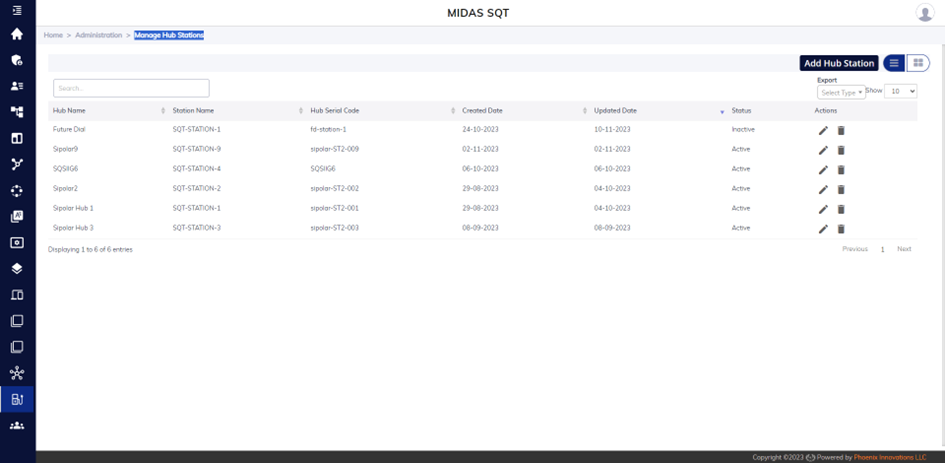 MIDAS SQT
Home > Administration > Manage Hub Stations
Add Hub Station
Export
Search...
Select Type
Show 10
Hub Name Station Name Hub Serial Code Created Date Updated Date Status Actions
Future Dial SQT-STATION-1 fd-station-1 24-10-2023 10-11-2023 Inactive
Sipolar9 SQT-STATION-9 sipolar-ST2-009 02-11-2023 02-11-2023 Active
SQSIIG6 SQT-STATION-4 SQSIIG6 06-10-2023 06-10-2023 Active
Sipolar2 SQT-STATION-2 sipolar-ST2-002 29-08-2023 04-10-2023 Active
Sipolar Hub 1 SQT-STATION-1 sipolar-ST2-001 29-08-2023 04-10-2023 Active
Sipolar Hub 3 SQT-STATION-3 sipolar-ST2-003 08-09-2023 08-09-2023 Active
Displaying 1 to 6 of 6 entries
Previous 1 Next
Copyright ©2023 Powered by Phoenix Innovations LLC